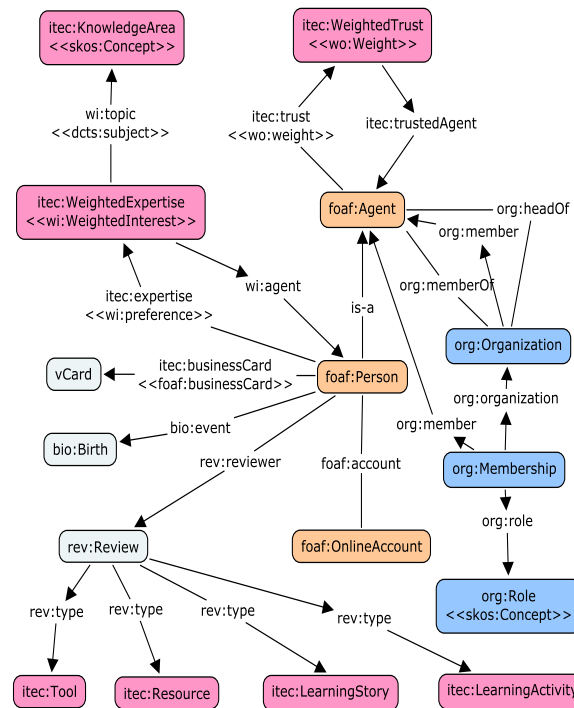 itec:KnowledgeArea
<<skos:Concept>>
itec:WeightedTrust
<<wo:Weight>>
wi:topic
<<dcts:subject>>
itec:trust
<<wo:weight>>
itec:trustedAgent
itec:WeightedExpertise
<<wi:WeightedInterest>>
foaf:Agent
org:headOf
org:member
org:memberOf
wi:agent
itec:expertise
<<wi:preference>>
is-a
org:Organization
vCard
itec:businessCard
<<foaf:businessCard>>
foaf:Person
org:organization
org:member
bio:event
bio:Birth
rev:reviewer
foaf:account
org:Membership
org:role
rev:Review
foaf:OnlineAccount
org:Role
<<skos:Concept>>
rev:type
rev:type
rev:type
rev:type
itec:Tool
itec:Resource
itec:LearningStory
itec:LearningActivity